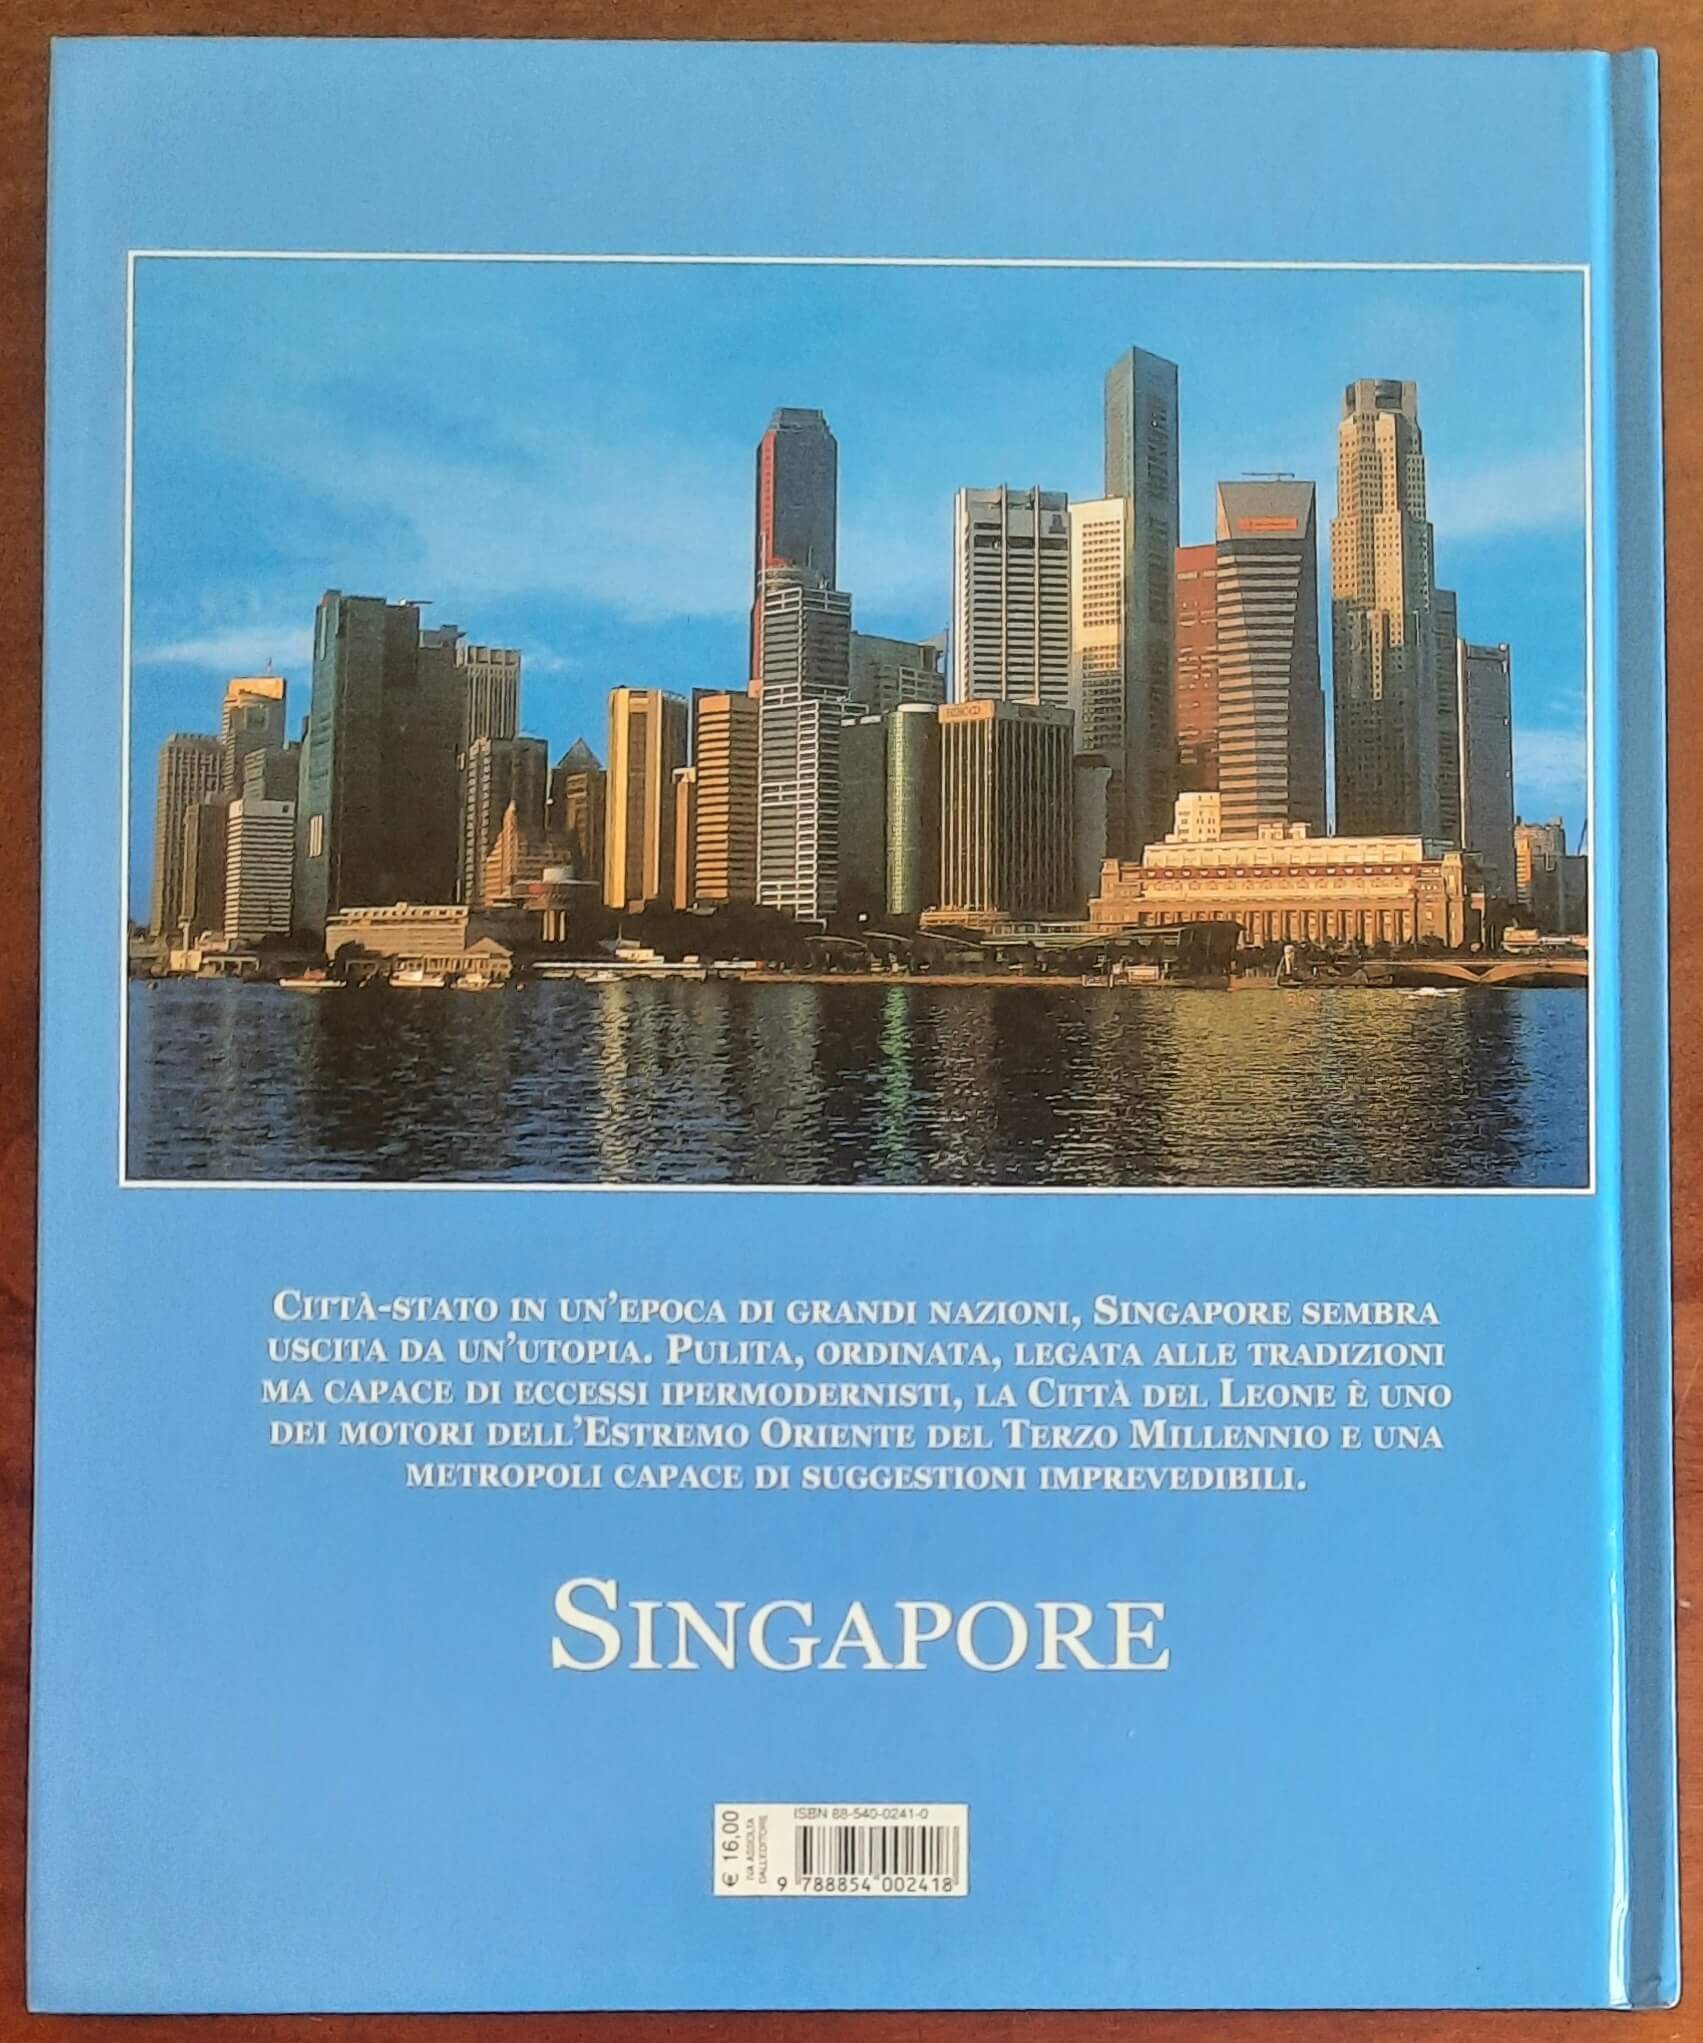 HSBC
CITTÀ-STATO IN UN'EPOCA DI GRANDI NAZIONI, SINGAPORE SEMBRA
USCITA DA UN'UTOPIA. PULITA, ORDINATA, LEGATA ALLE TRADIZIONI
MA CAPACE DI ECCESSI IPERMODERNISTI, LA CITTÀ DEL LEONE È UNO
DEI MOTORI DELL'ESTREMO ORIENTE DEL TERZO MILLENNIO E UNA
METROPOLI CAPACE DI SUGGESTIONI IMPREVEDIBILI.
SINGAPORE
€ 16,00
IVA ASSOLTA
DALL'EDITORE
ISBN 88-540-0241-0
9 788854 002418